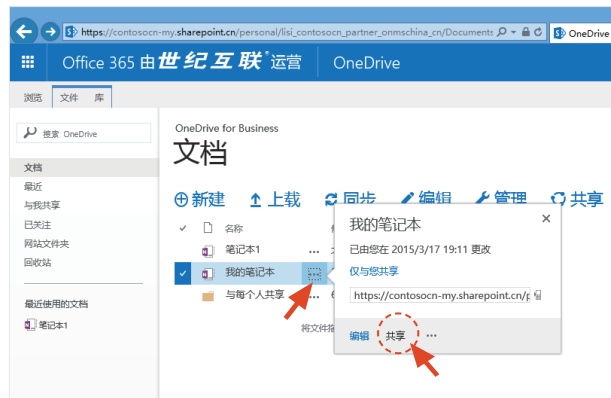 https://contosocn-my.sharepoint.cn/personal/lisi_contosocn_partner_onmschina_cn/Documents
OneDrive
Office 365 由世纪互联运营
OneDrive
浏览 文件 库
搜索 OneDrive
文档
最近
与我共享
已关注
网站文件夹
回收站
最近使用的文档
笔记本1
OneDrive for Business
文档
新建 上载 同步 编辑 管理 共享
名称
笔记本1 ...
我的笔记本 ...
与每个人共享 ...
将文件
我的笔记本
已由您在 2015/3/17 19:11 更改
仅与您共享
https://contosocn-my.sharepoint.cn/p
编辑 共享 ...